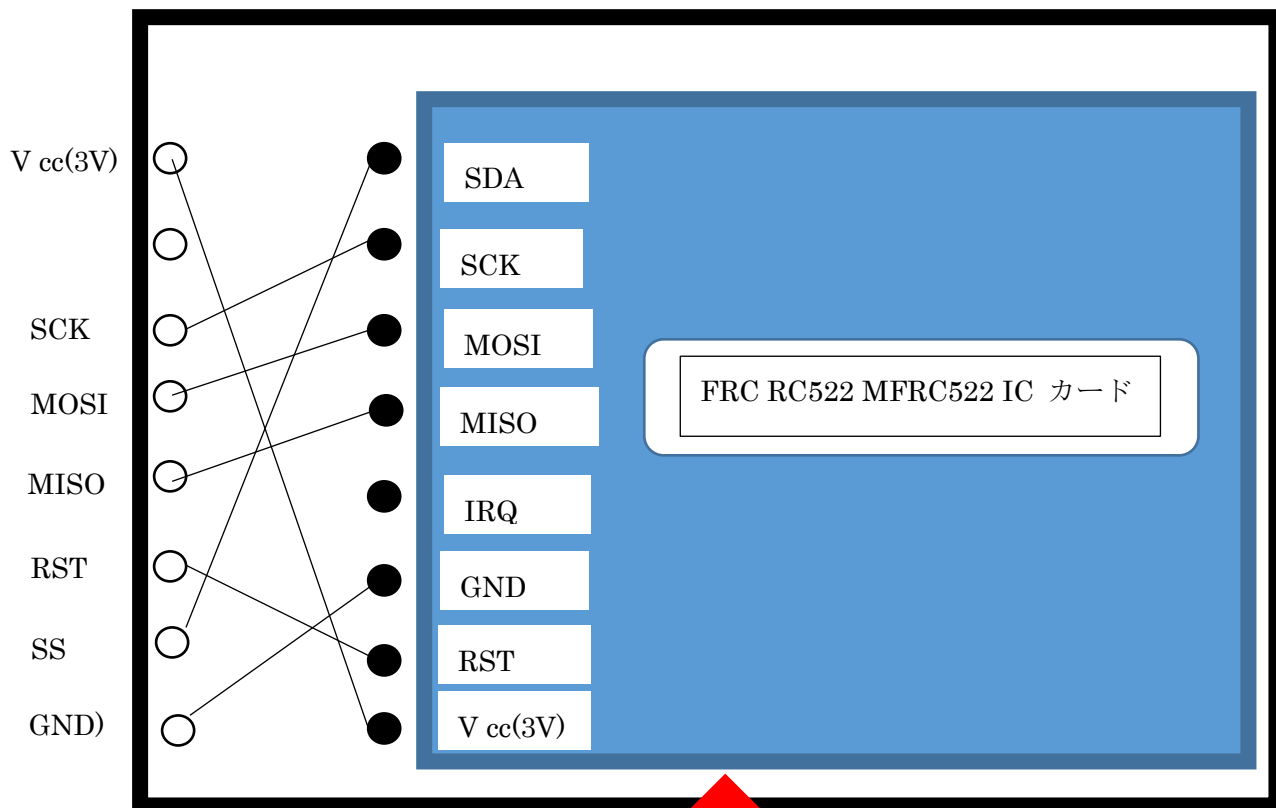 V cc(3V)
SCK
MOSI
MISO
RST
SS
GND)
SDA
SCK
MOSI
MISO
IRQ
GND
RST
V cc(3V)
FRC RC522 MFRC522 IC カード